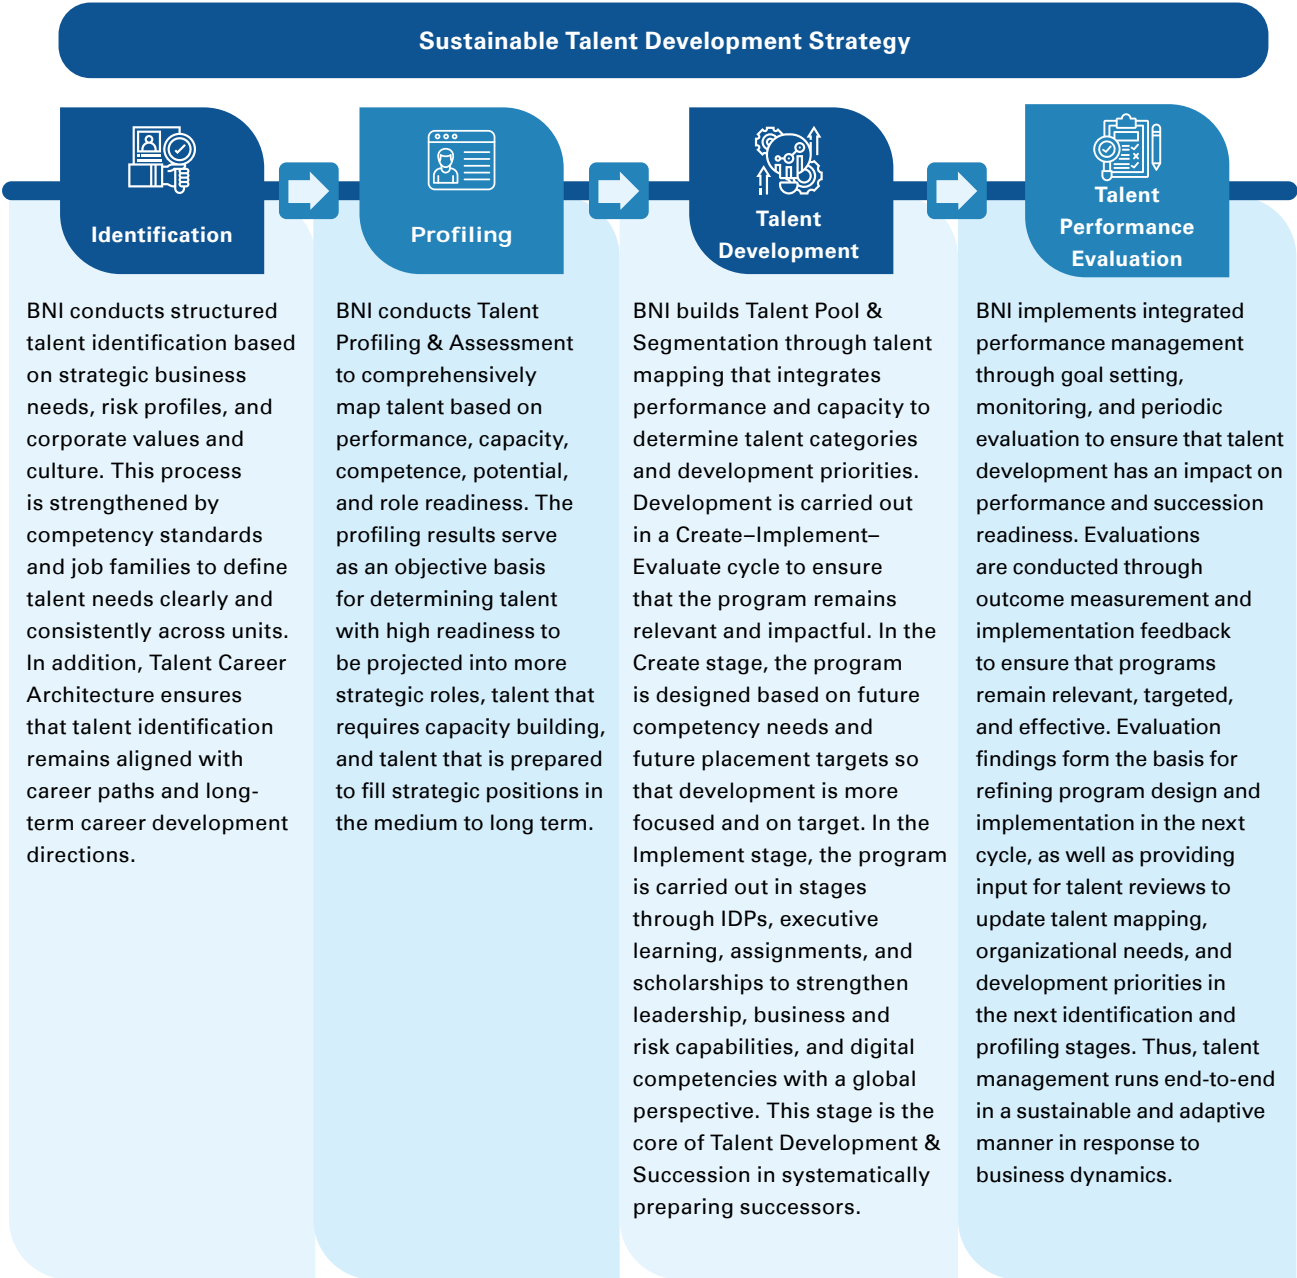 Sustainable Talent Development Strategy
Identification
BNI conducts structured
talent identification based
on strategic business
needs, risk profiles, and
corporate values and
culture. This process
is strengthened by
competency standards
and job families to define
talent needs clearly and
consistently across units.
In addition, Talent Career
Architecture ensures
that talent identification
remains aligned with
career paths and long-
term career development
directions.
Profiling
BNI conducts Talent
Profiling & Assessment
to comprehensively
map talent based on
performance, capacity,
competence, potential,
and role readiness. The
profiling results serve
as an objective basis
for determining talent
with high readiness to
be projected into more
strategic roles, talent that
requires capacity building,
and talent that is prepared
to fill strategic positions in
the medium to long term.
Talent
Development
BNI builds Talent Pool &
Segmentation through talent
mapping that integrates
performance and capacity to
determine talent categories
and development priorities.
Development is carried out
in a Create–Implement–
Evaluate cycle to ensure
that the program remains
relevant and impactful. In the
Create stage, the program
is designed based on future
competency needs and
future placement targets so
that development is more
focused and on target. In the
Implement stage, the program
is carried out in stages
through IDPs, executive
learning, assignments, and
scholarships to strengthen
leadership, business and
risk capabilities, and digital
competencies with a global
perspective. This stage is the
core of Talent Development &
Succession in systematically
preparing successors.
Talent
Performance
Evaluation
BNI implements integrated
performance management
through goal setting,
monitoring, and periodic
evaluation to ensure that talent
development has an impact on
performance and succession
readiness. Evaluations
are conducted through
outcome measurement and
implementation feedback
to ensure that programs
remain relevant, targeted,
and effective. Evaluation
findings form the basis for
refining program design and
implementation in the next
cycle, as well as providing
input for talent reviews to
update talent mapping,
organizational needs, and
development priorities in
the next identification and
profiling stages. Thus, talent
management runs end-to-end
in a sustainable and adaptive
manner in response to
business dynamics.